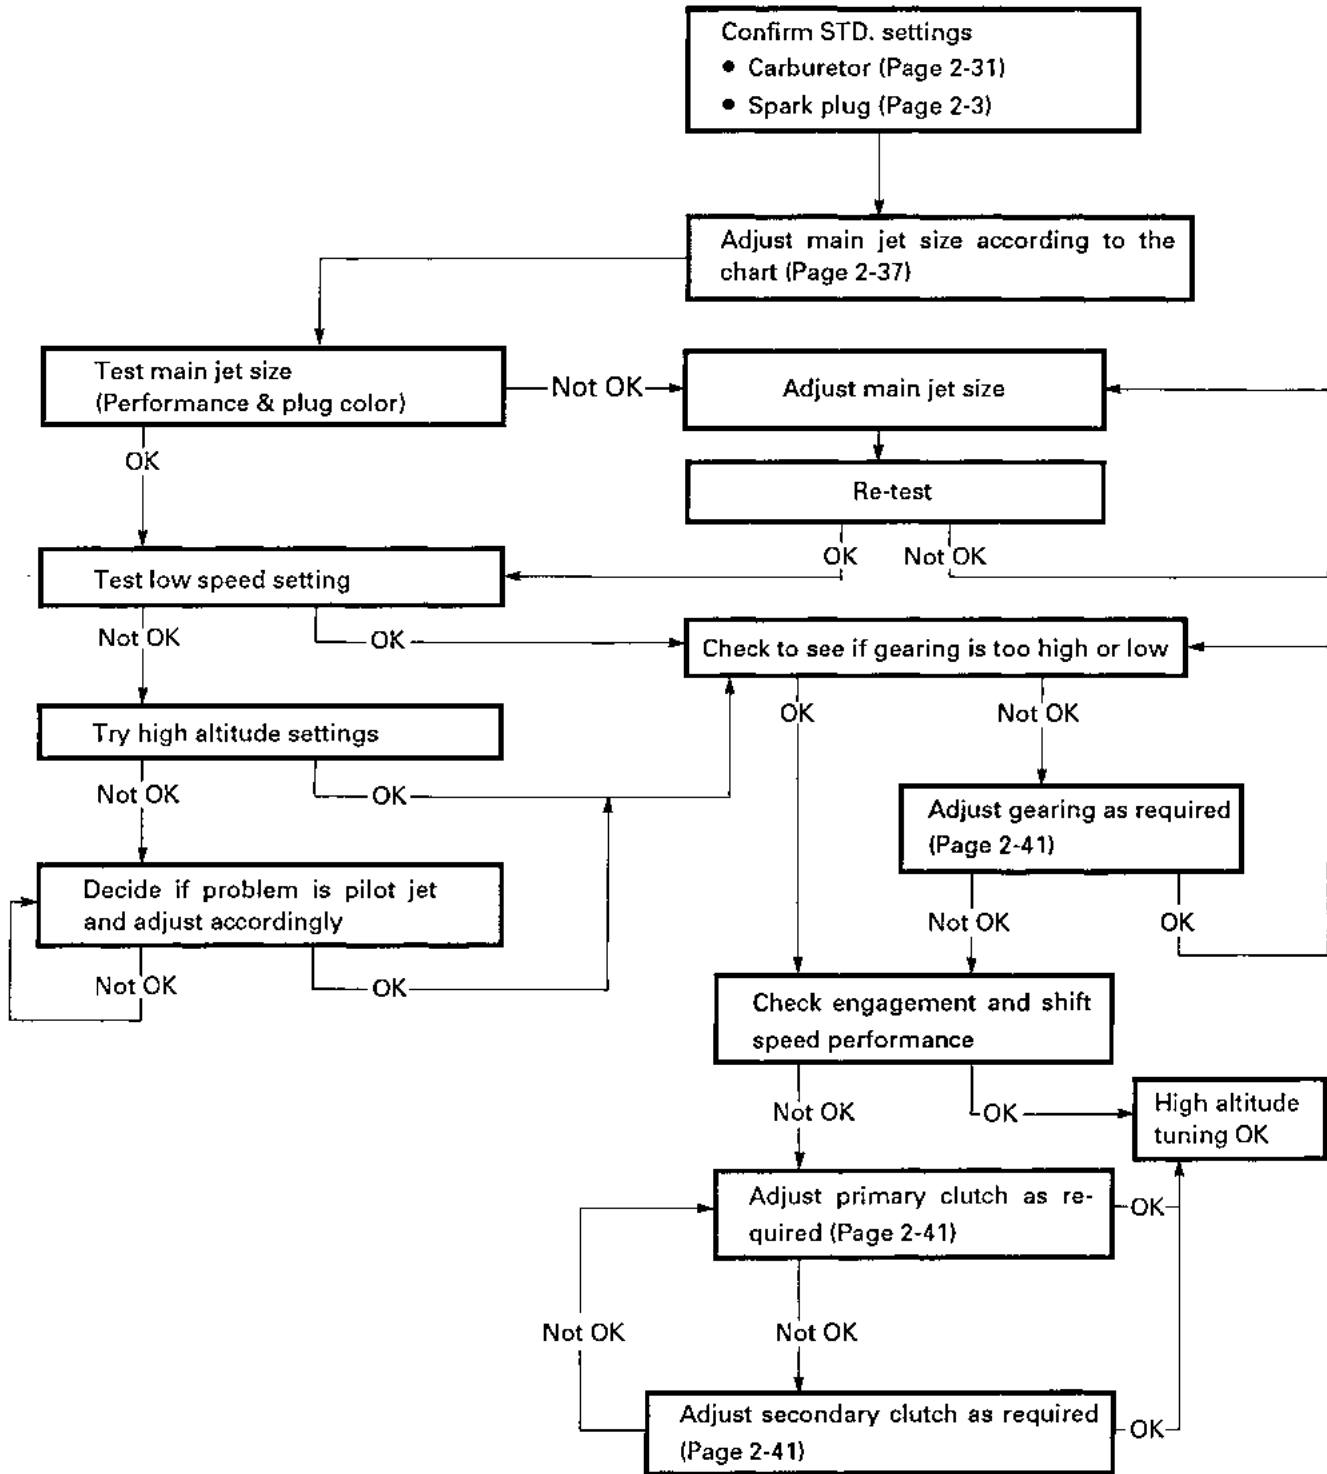 Confirm STD. settings
● Carburetor (Page 2-31)
● Spark plug (Page 2-3)
Adjust main jet size according to the
chart (Page 2-37)
Test main jet size
(Performance & plug color)
Not OK
Adjust main jet size
OK
Re-test
OK
Not OK
Test low speed setting
Not OK
OK
Check to see if gearing is too high or low
OK
Not OK
Try high altitude settings
Not OK
OK
Adjust gearing as required
(Page 2-41)
Decide if problem is pilot jet
and adjust accordingly
Not OK
OK
Not OK
OK
Check engagement and shift
speed performance
Not OK
OK
High altitude
tuning OK
Adjust primary clutch as re-
quired (Page 2-41)
OK
Not OK
Not OK
Adjust secondary clutch as required
(Page 2-41)
OK